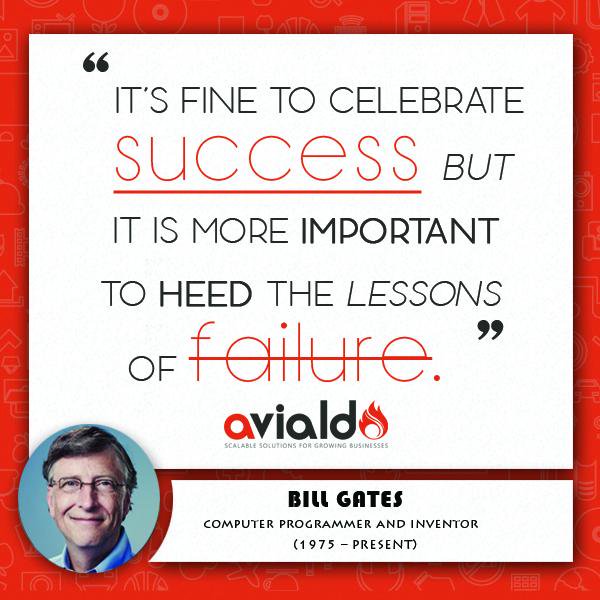 “
IT'S FINE TO CELEBRATE
success BUT
IT IS MORE IMPORTANT
TO HEED THE LESSONS
OF failure. ”
avialdo
SCALABLE SOLUTIONS FOR GROWING BUSINESSES
BILL GATES
COMPUTER PROGRAMMER AND INVENTOR
(1975 – PRESENT)